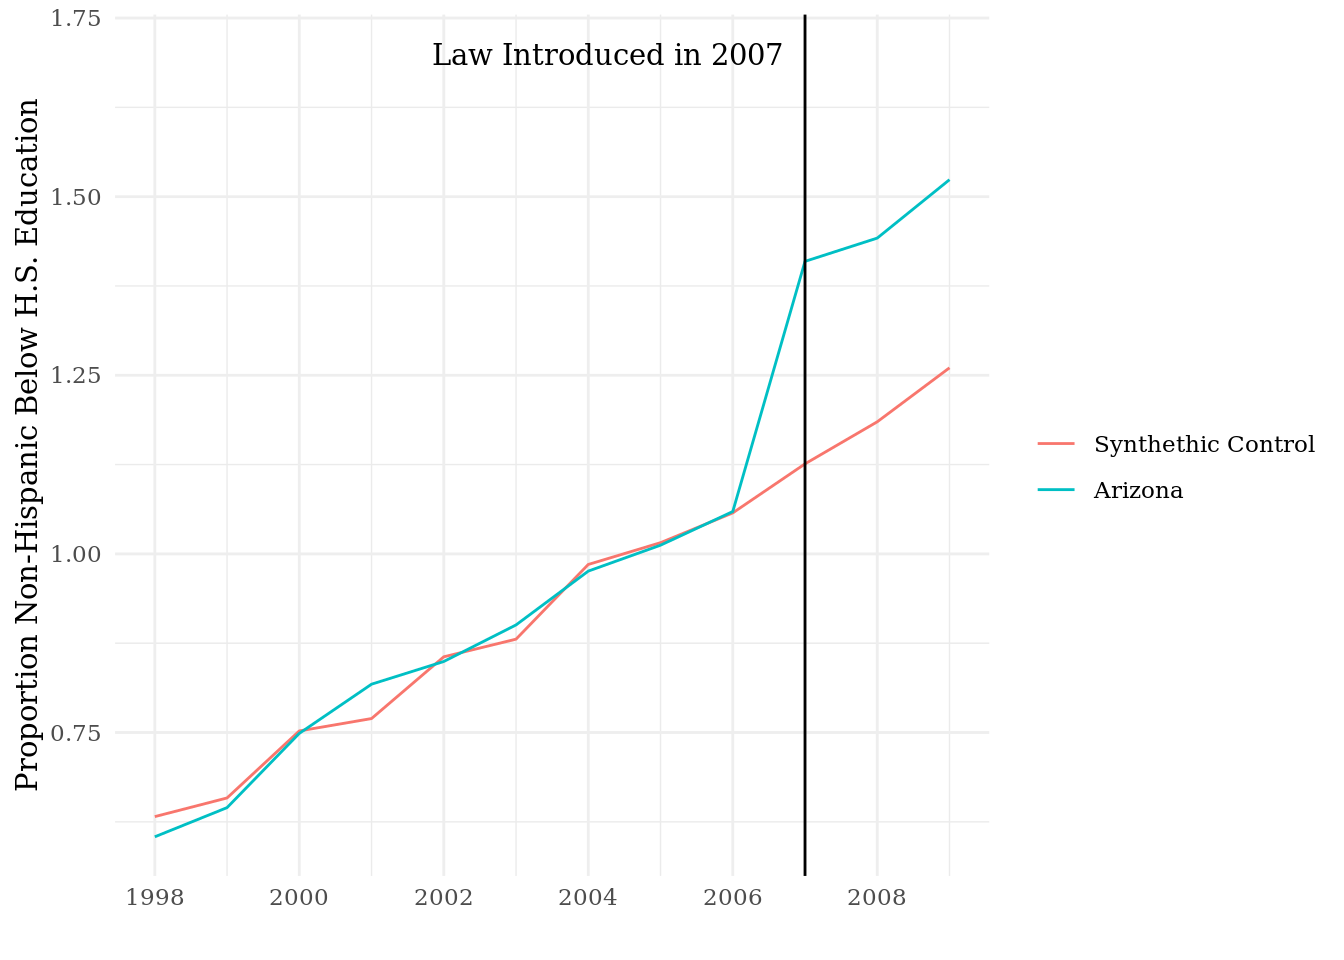 Law Introduced in 2007
Proportion Non-Hispanic Below H.S. Education
1.75
1.50
1.25
1.00
0.75
1998
2000
2002
2004
2006
2008
Synthethic Control
Arizona